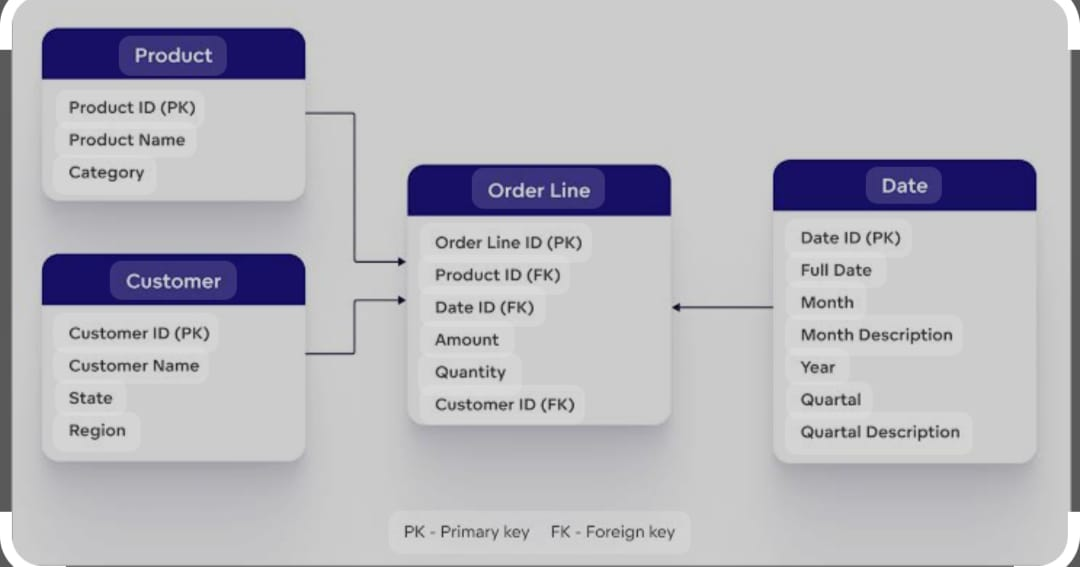 Product
Product ID (PK)
Product Name
Category
Customer
Customer ID (PK)
Customer Name
State
Region
Order Line
Order Line ID (PK)
Product ID (FK)
Date ID (FK)
Amount
Quantity
Customer ID (FK)
Date
Date ID (PK)
Full Date
Month
Month Description
Year
Quartal
Quartal Description
PK - Primary key FK - Foreign key